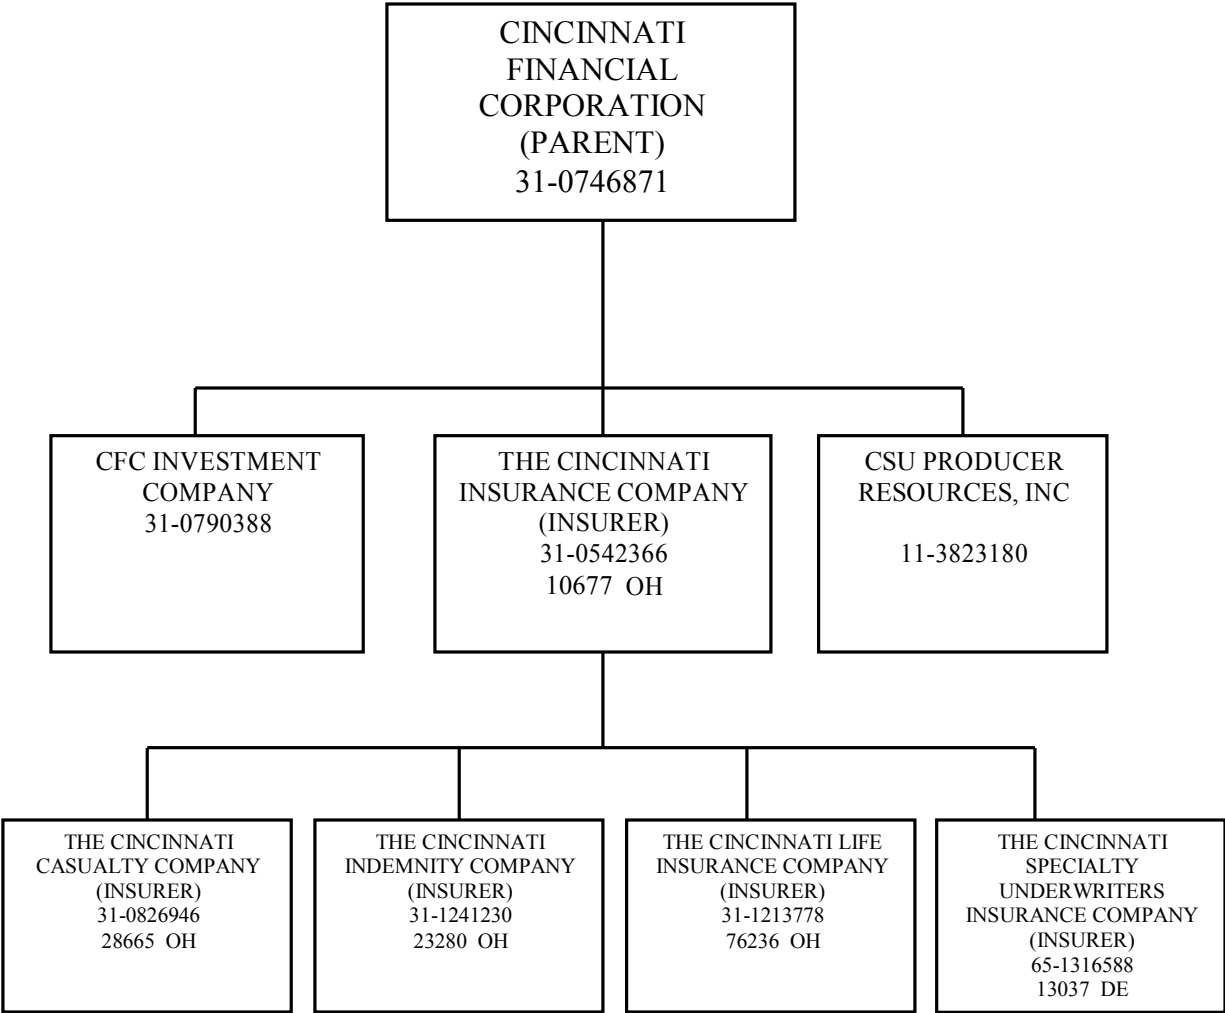 CINCINNATI
FINANCIAL
CORPORATION
(PARENT)
31-0746871
CFC INVESTMENT
COMPANY
31-0790388
THE CINCINNATI
INSURANCE COMPANY
(INSURER)
31-0542366
10677 OH
CSU PRODUCER
RESOURCES, INC
11-3823180
THE CINCINNATI
CASUALTY COMPANY
(INSURER)
31-0826946
28665 OH
THE CINCINNATI
INDEMNITY COMPANY
(INSURER)
31-1241230
23280 OH
THE CINCINNATI LIFE
INSURANCE COMPANY
(INSURER)
31-1213778
76236 OH
THE CINCINNATI
SPECIALTY
UNDERWRITERS
INSURANCE COMPANY
(INSURER)
65-1316588
13037 DE